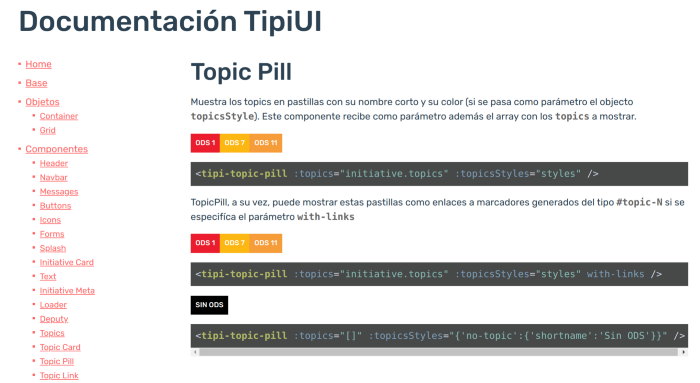 Documentación TipiUI
Home
Base
Objetos
Container
Grid
Componentes
Header
Navbar
Messages
Buttons
Icons
Forms
Splash
Initiative Card
Text
Initiative Meta
Loader
Deputy
Topics
Topic Card
Topic Pill
Topic Link
Topic Pill
Muestra los topics en pastillas con su nombre corto y su color (si se pasa como parámetro el objecto
topicsStyle). Este componente recibe como parámetro además el array con los topics a mostrar.
ODS 1 ODS 7 ODS 11
<tipi-topic-pill :topics="initiative.topics" :topicsStyles="styles" />
TopicPill, a su vez, puede mostrar estas pastillas como enlaces a marcadores generados del tipo #topic-N si se
especifíca el parámetro with-links
ODS 1 ODS 7 ODS 11
<tipi-topic-pill :topics="initiative.topics" :topicsStyles="styles" with-links />
SIN ODS
<tipi-topic-pill :topics="[]" :topicsStyles="{'no-topic':{'shortname':'Sin ODS'}}" />